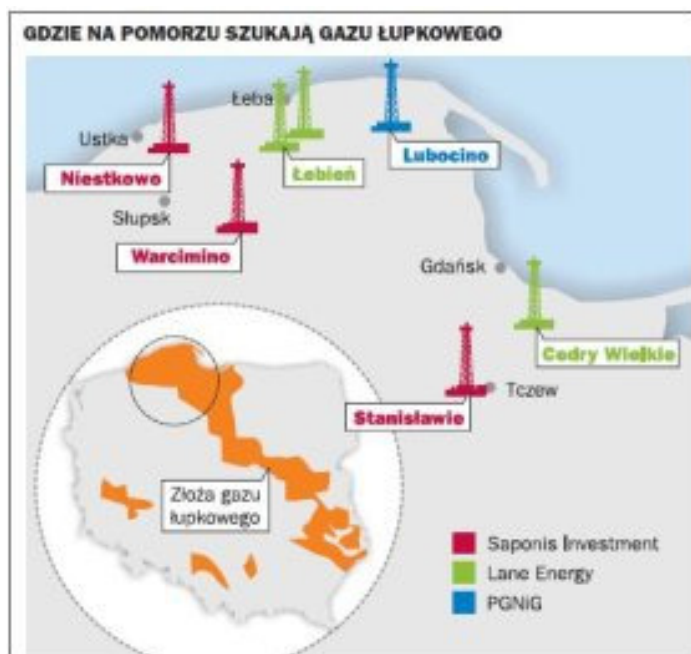 GDZIE NA POMORZU SZUKAJĄ GAZU ŁUPKOWEGO
Łeba
Ustka
Niestkowo
Łebień
Lubocino
Słupsk
Warcimino
Gdańsk
Cedry Wielkie
Stanisławie
Tczew
Złoża gazu
łupkowego
Saponis Investment
Lane Energy
PGNiG